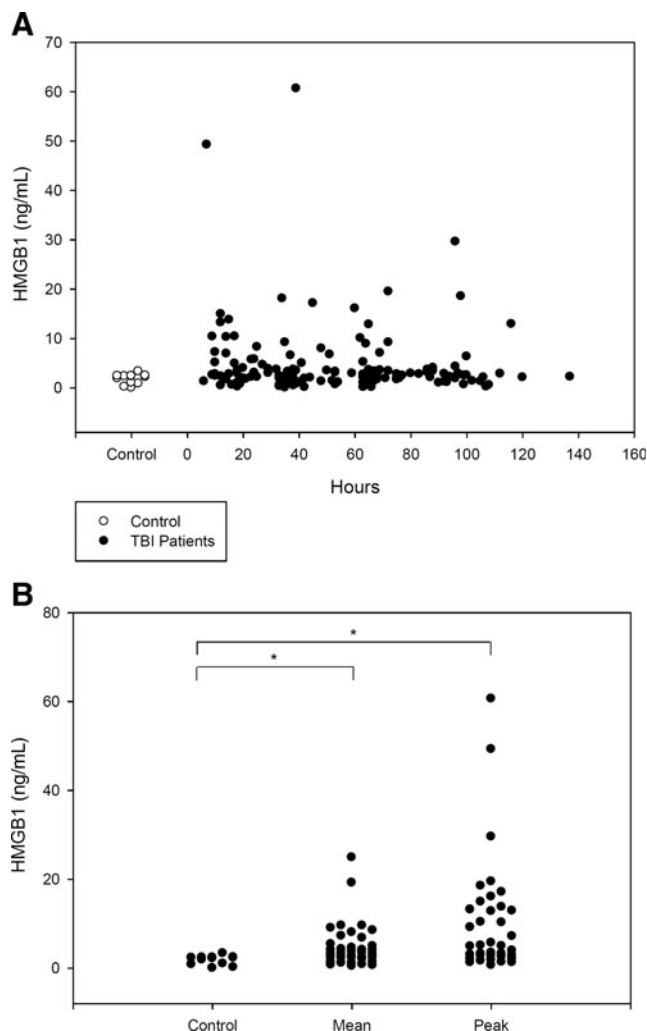 A
70
60
50
40
30
20
10
0
HMGB1 (ng/mL)
Control 0 20 40 60 80 100 120 140 160
Hours
Control
TBI Patients
B
80
60
40
20
0
HMGB1 (ng/mL)
*
*
Control Mean Peak